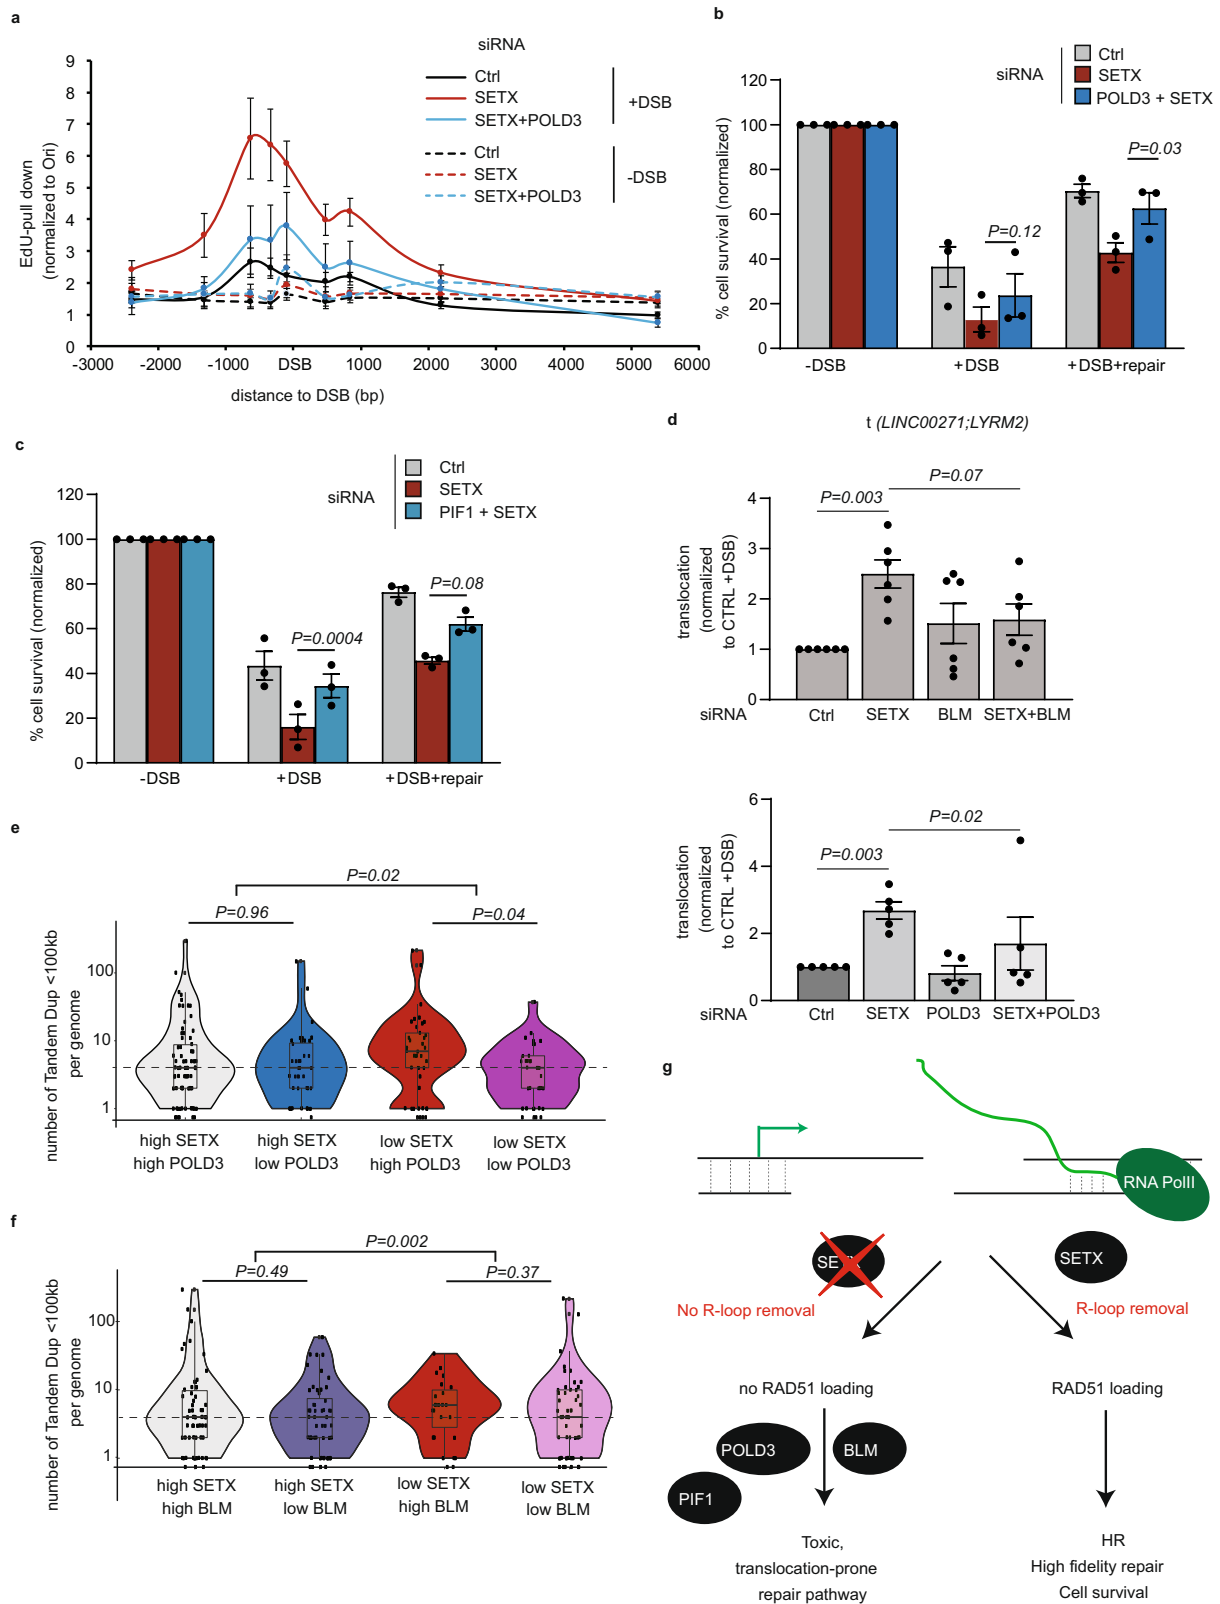 a
siRNA
Ctrl
SETX
SETX+POLD3
+DSB
Ctrl
SETX
SETX+POLD3
-DSB
EdU-pull down
(normalized to Ori)
9
8
7
6
5
4
3
2
1
0
-3000 -2000 -1000 DSB 1000 2000 3000 4000 5000 6000
distance to DSB (bp)
b
siRNA
Ctrl
SETX
POLD3 + SETX
% cell survival (normalized)
120
100
80
60
40
20
0
P=0.12
P=0.03
-DSB +DSB +DSB+repair
c
siRNA
Ctrl
SETX
PIF1 + SETX
% cell survival (normalized)
120
100
80
60
40
20
0
P=0.0004
P=0.08
-DSB +DSB +DSB+repair
d
t (LINC00271;LYRM2)
translocation
(normalized
to CTRL +DSB)
4
3
2
1
0
P=0.003
P=0.07
siRNA
Ctrl SETX BLM SETX+BLM
translocation
(normalized
to CTRL +DSB)
6
4
2
0
P=0.003
P=0.02
siRNA
Ctrl SETX POLD3 SETX+POLD3
e
number of Tandem Dup <100kb
per genome
100
10
1
P=0.02
P=0.96
P=0.04
high SETX
high POLD3
high SETX
low POLD3
low SETX
high POLD3
low SETX
low POLD3
f
number of Tandem Dup <100kb
per genome
100
10
1
P=0.002
P=0.49
P=0.37
high SETX
high BLM
high SETX
low BLM
low SETX
high BLM
low SETX
low BLM
g
RNA PolII
SETX
SETX
No R-loop removal
R-loop removal
no RAD51 loading
RAD51 loading
POLD3
BLM
PIF1
Toxic,
translocation-prone
repair pathway
HR
High fidelity repair
Cell survival